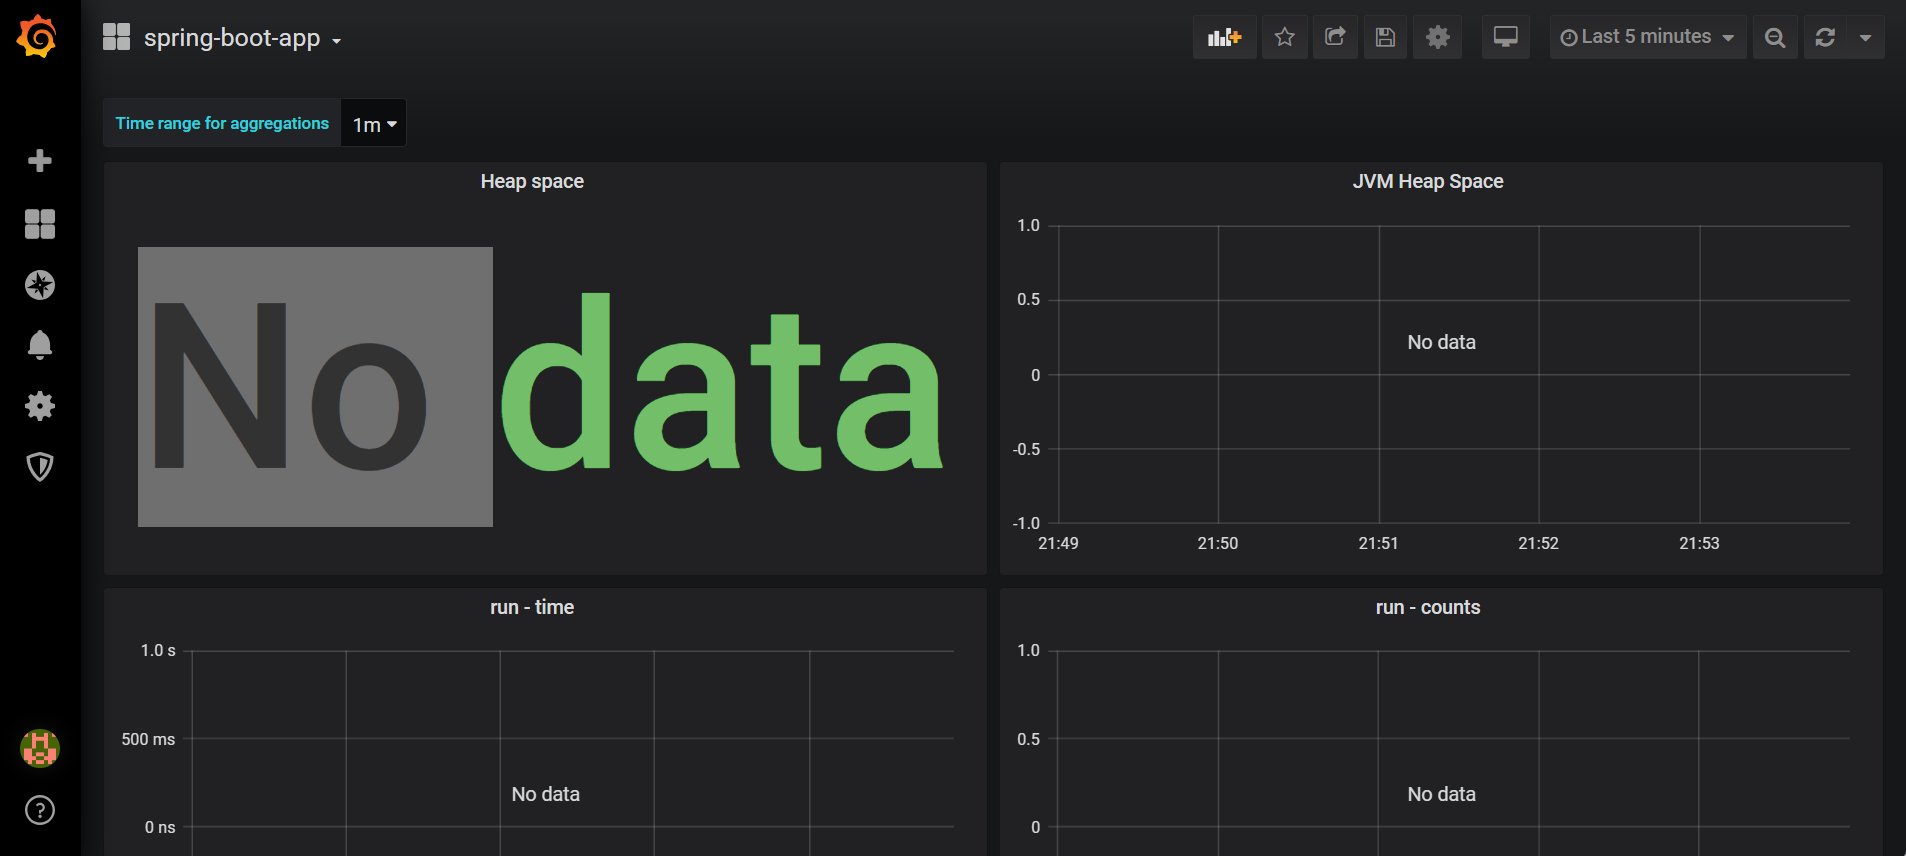 spring-boot-app
Last 5 minutes
Time range for aggregations 1m
Heap space
No data
JVM Heap Space
1.0
0.5
0
-0.5
-1.0
No data
21:49 21:50 21:51 21:52 21:53
run - time
1.0 s
500 ms
0 ns
No data
run - counts
1.0
0.5
0
No data
?